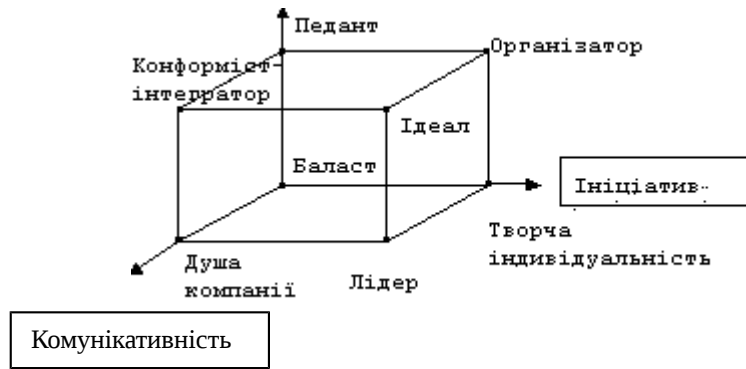 Педант
Організатор
Конформіст-
інтегратор
Ідеал
Баласт
Ініціатив-
Творча
індивідуальність
Душа
компанії
Лідер
Комунікативність